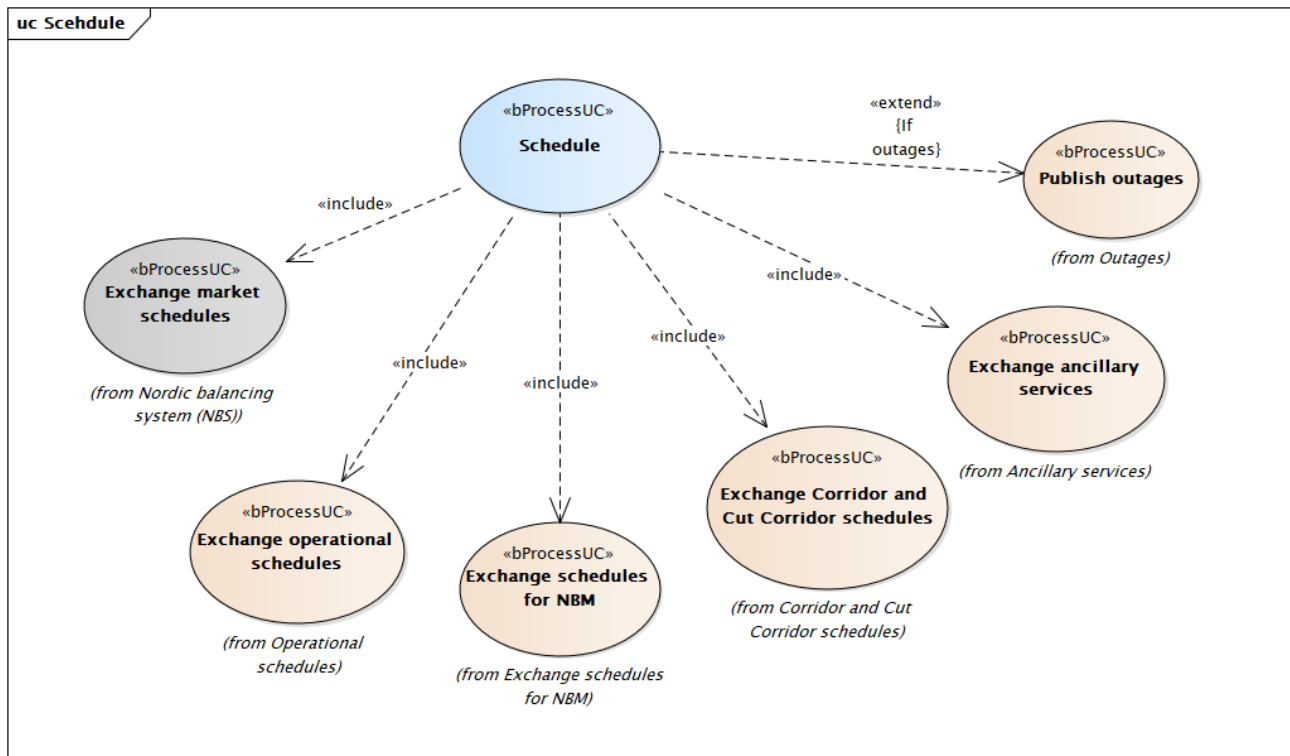 uc Scehdule
«bProcessUC»
Schedule
«extend»
{If
outages}
«bProcessUC»
Publish outages
(from Outages)
«include»
«bProcessUC»
Exchange market
schedules
(from Nordic balancing
system (NBS))
«include»
«bProcessUC»
Exchange operational
schedules
(from Operational
schedules)
«include»
«bProcessUC»
Exchange schedules
for NBM
(from Exchange schedules
for NBM)
«include»
«bProcessUC»
Exchange Corridor and
Cut Corridor schedules
(from Corridor and Cut
Corridor schedules)
«include»
«bProcessUC»
Exchange ancillary
services
(from Ancillary services)